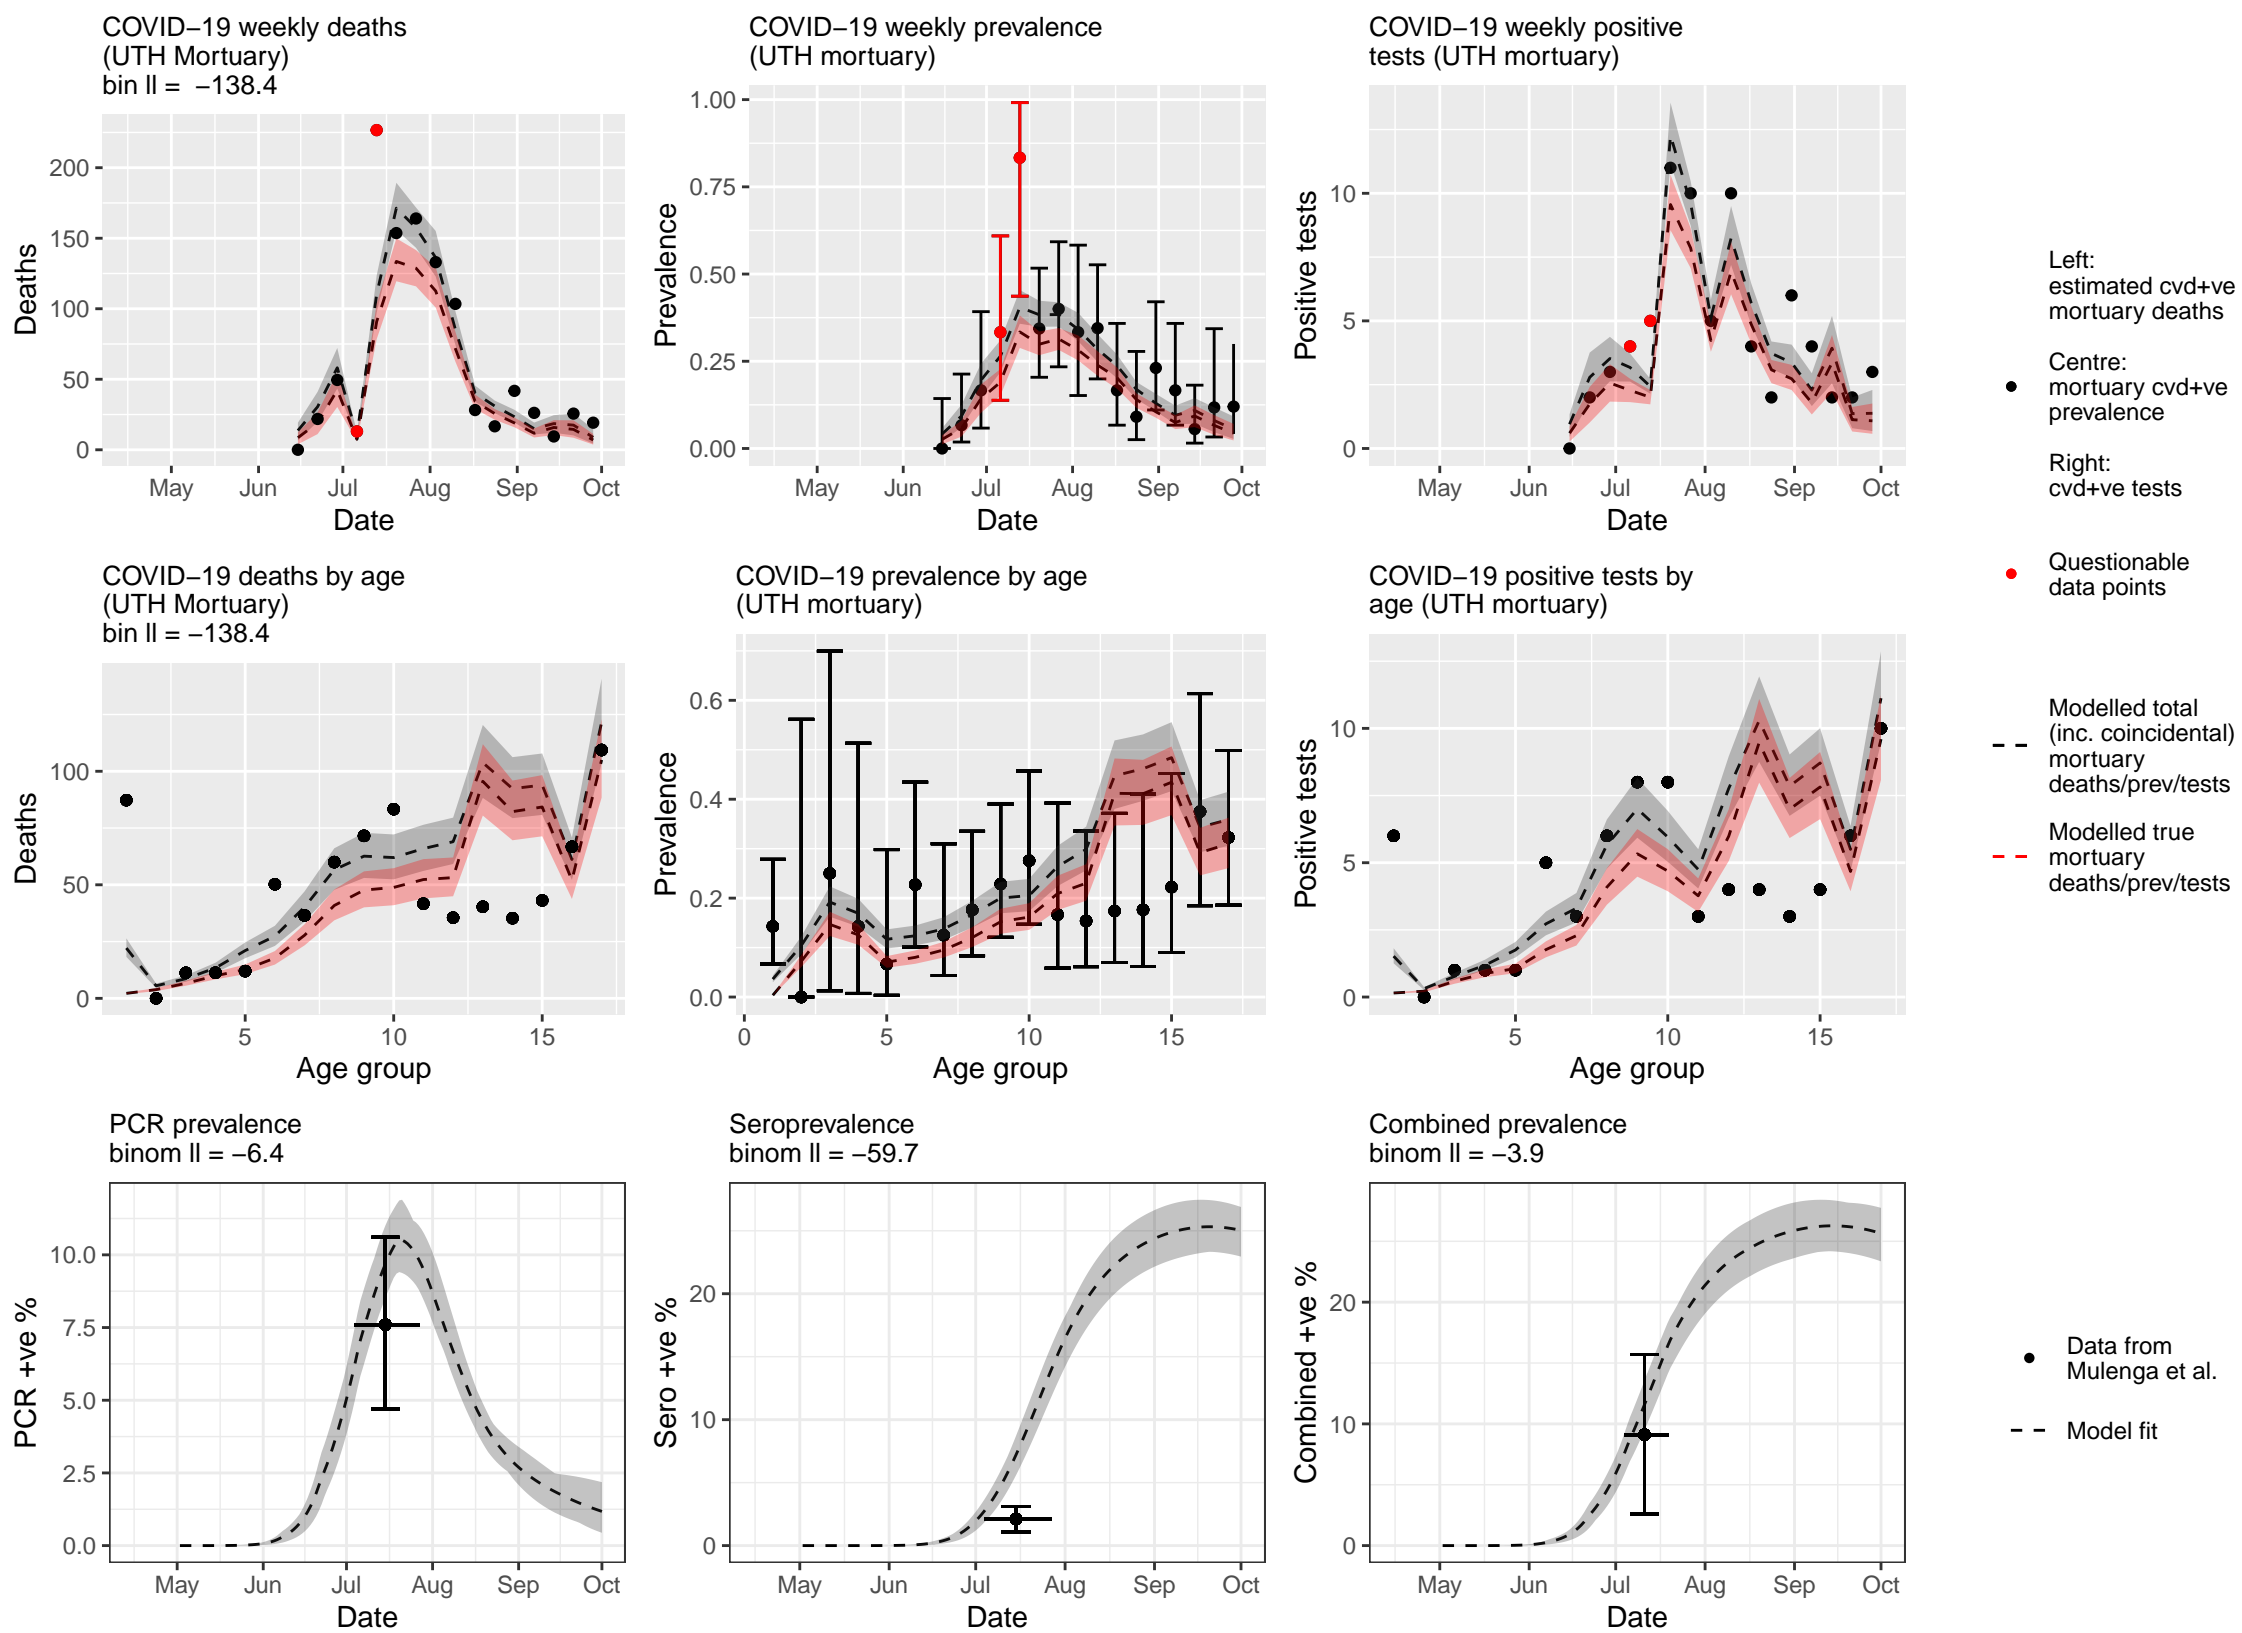 COVID−19 weekly deaths
(UTH Mortuary)
bin ll =  −138.4
200
150
100
50
0
Deaths
May Jun Jul Aug Sep Oct
Date
COVID−19 weekly prevalence
(UTH mortuary)
1.00
0.75
0.50
0.25
0.00
Prevalence
May Jun Jul Aug Sep Oct
Date
COVID−19 weekly positive
tests (UTH mortuary)
10
5
0
Positive tests
May Jun Jul Aug Sep Oct
Date
Left:
estimated cvd+ve
mortuary deaths
Centre:
mortuary cvd+ve
prevalence
Right:
cvd+ve tests
Questionable
data points
Modelled total
(inc. coincidental)
mortuary
deaths/prev/tests
Modelled true
mortuary
deaths/prev/tests
COVID−19 deaths by age
(UTH Mortuary)
bin ll = −138.4
100
50
0
Deaths
5 10 15
Age group
COVID−19 prevalence by age
(UTH mortuary)
0.6
0.4
0.2
0.0
Prevalence
0 5 10 15
Age group
COVID−19 positive tests by
age (UTH mortuary)
10
5
0
Positive tests
5 10 15
Age group
PCR prevalence
binom ll = −6.4
10.0
7.5
5.0
2.5
0.0
PCR +ve %
May Jun Jul Aug Sep Oct
Date
Seroprevalence
binom ll = −59.7
20
10
0
Sero +ve %
May Jun Jul Aug Sep Oct
Date
Combined prevalence
binom ll = −3.9
20
10
0
Combined +ve %
May Jun Jul Aug Sep Oct
Date
Data from
Mulenga et al.
Model fit